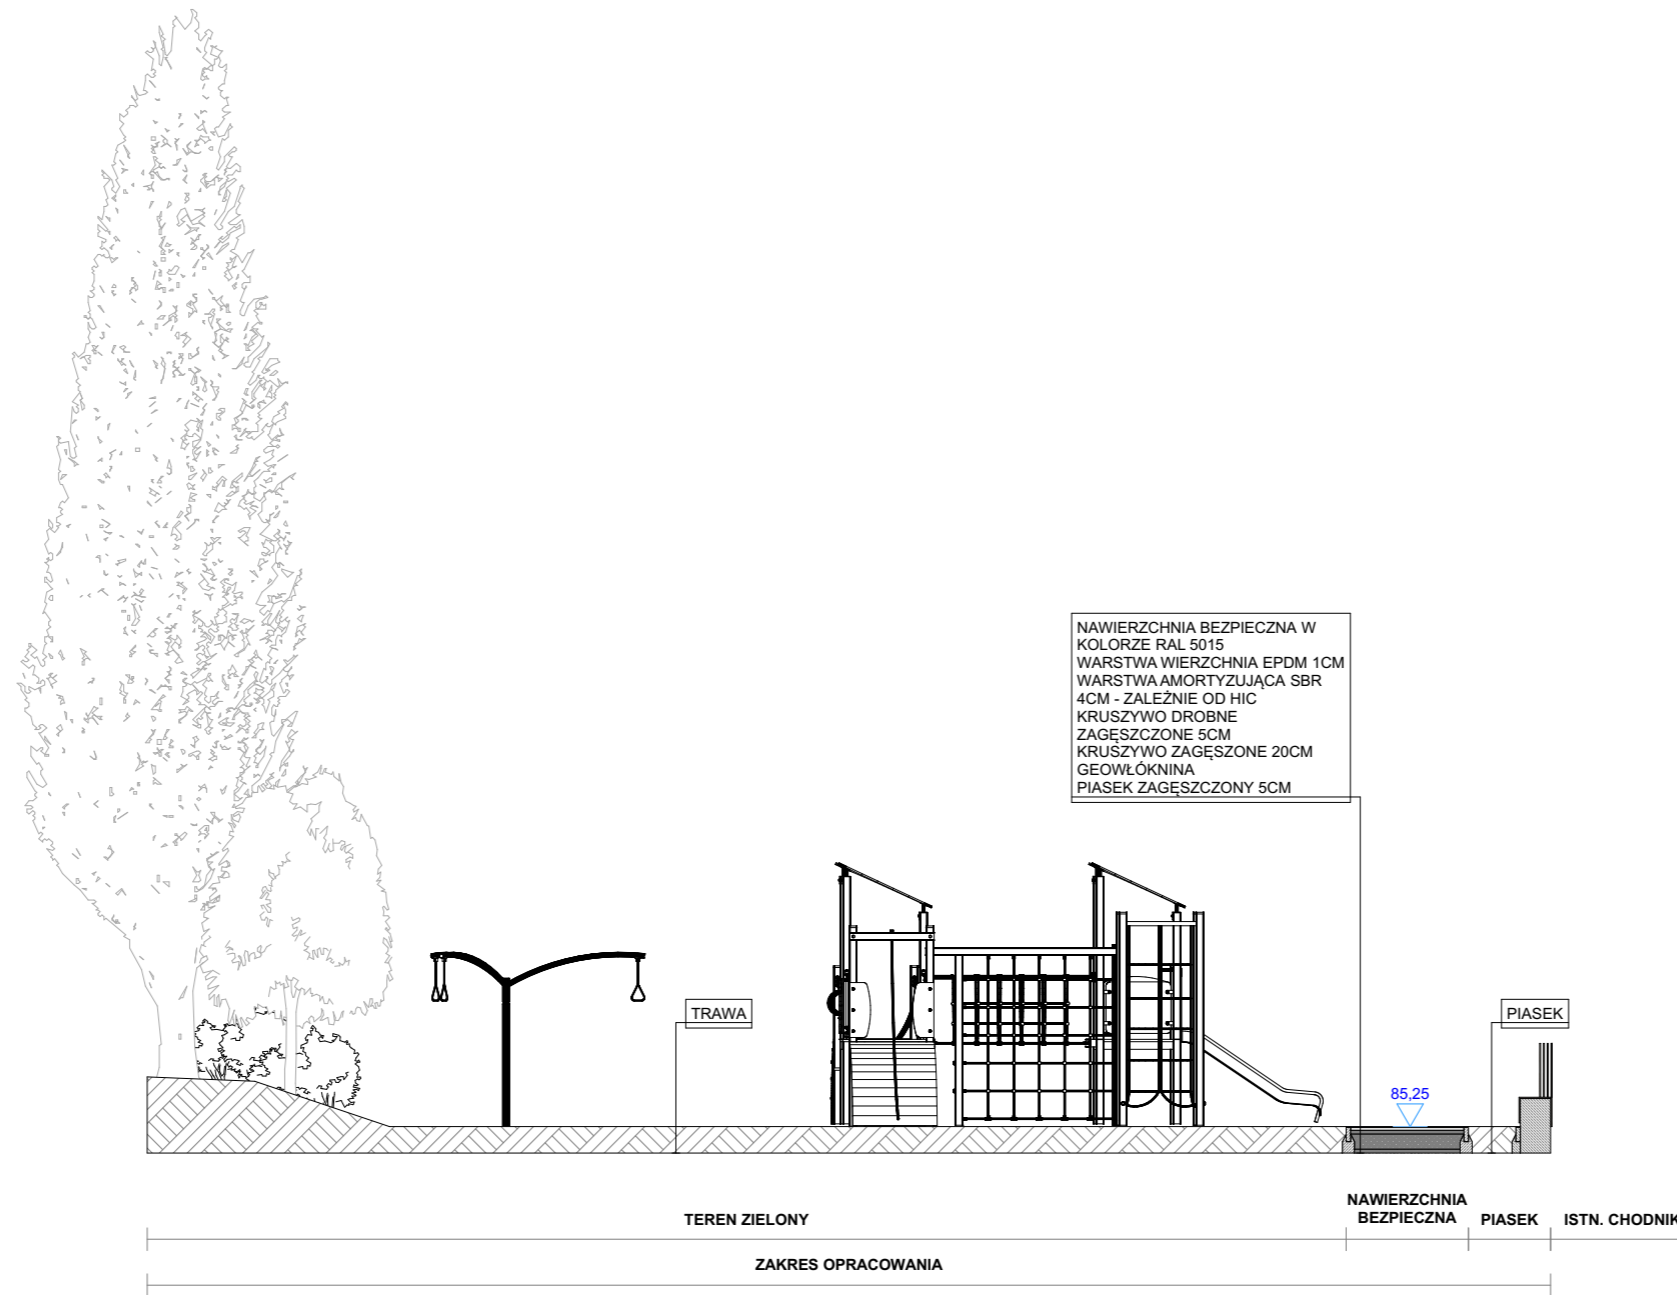 NAWIERZCHNIA BEZPIECZNA W
KOLORZE RAL 5015
WARSTWA WIERZCHNIA EPDM 1CM
WARSTWA AMORTYZUJĄCA SBR
4CM - ZALEŻNIE OD HIC
KRUSZYWO DROBNE
ZAGĘSZCZONE 5CM
KRUSZYWO ZAGĘSZONE 20CM
GEOWŁÓKNINA
PIASEK ZAGĘSZCZONY 5CM
TRAWA
PIASEK
85,25
TEREN ZIELONY
NAWIERZCHNIA
BEZPIECZNA
PIASEK
ISTN. CHODNIK
ZAKRES OPRACOWANIA